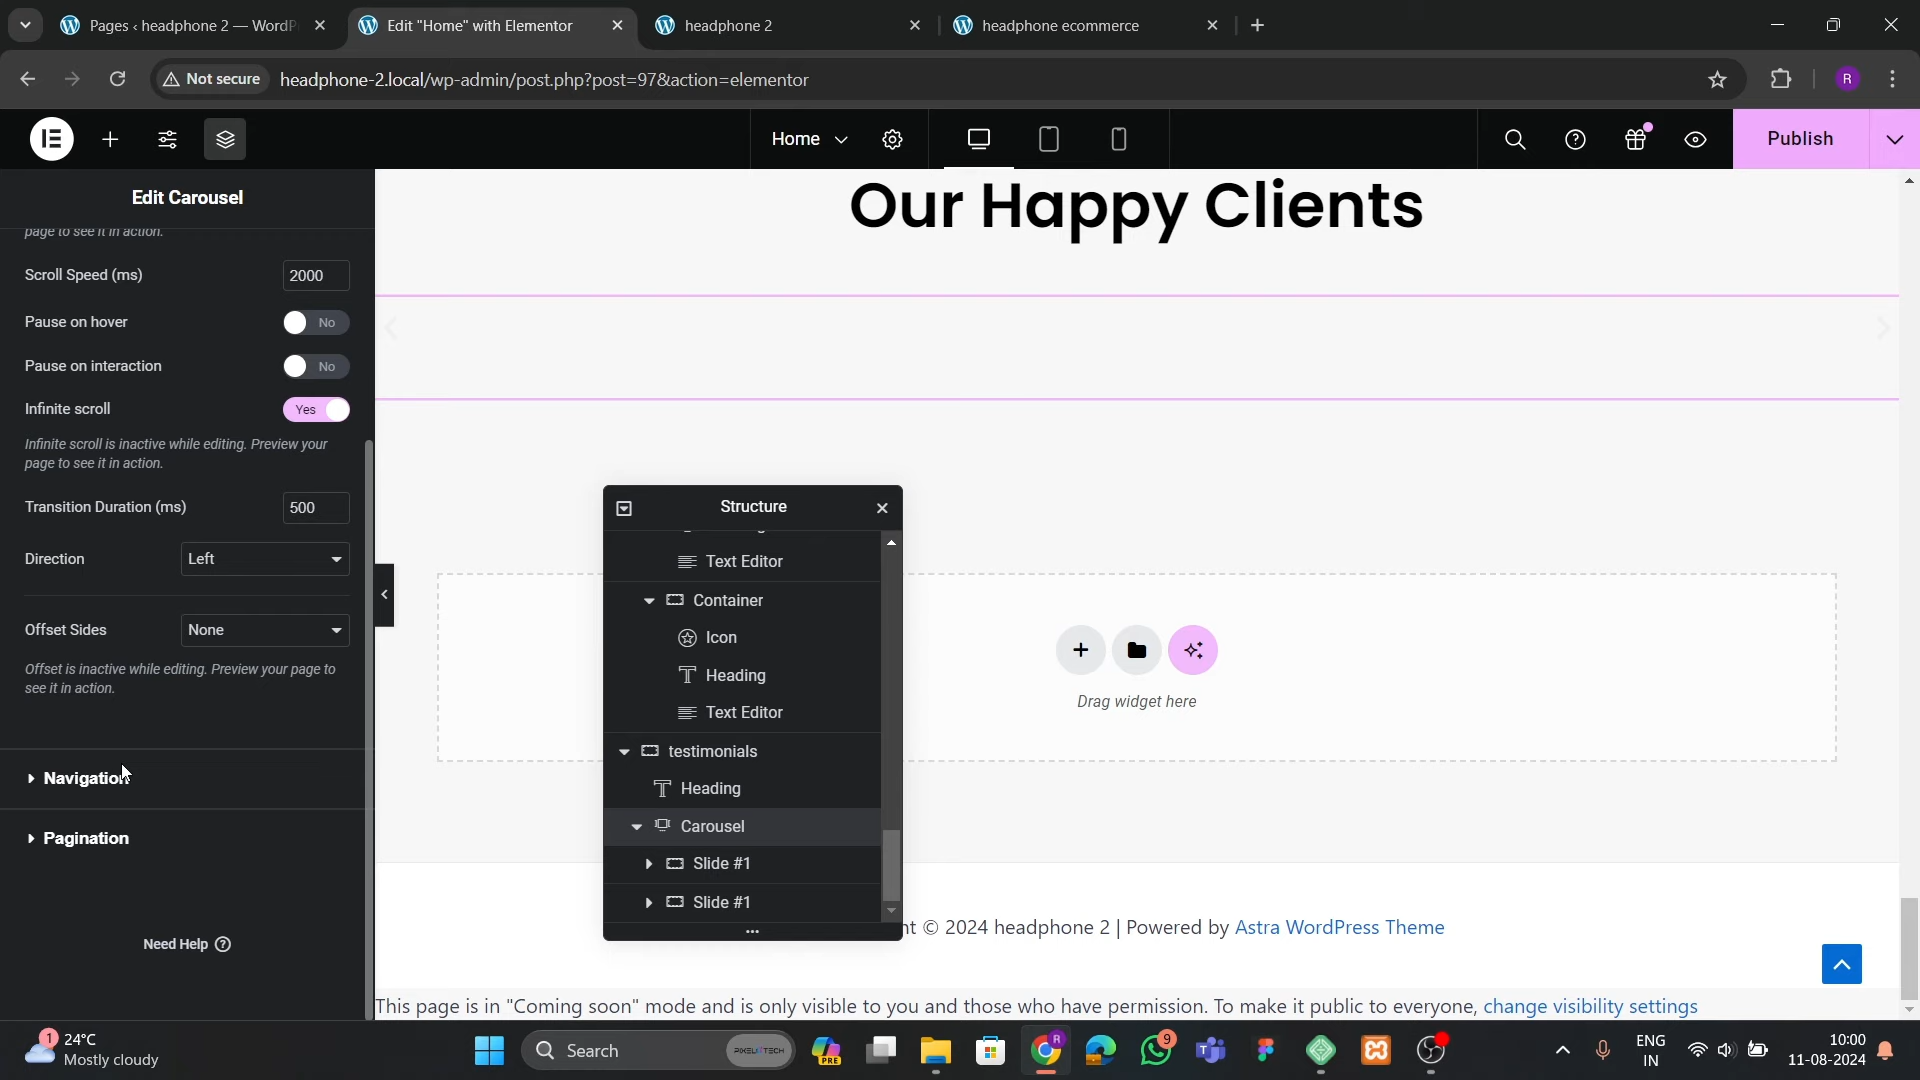 Pages ‹ headphone 2 — WordP
Edit "Home" with Elementor
headphone 2
headphone ecommerce
Not secure
headphone-2.local/wp-admin/post.php?post=97&action=elementor
R
Home
Publish
Edit Carousel
page to see it in action.
Scroll Speed (ms)
2000
Pause on hover
No
Pause on interaction
No
Infinite scroll
Yes
Infinite scroll is inactive while editing. Preview your
page to see it in action.
Transition Duration (ms)
500
Direction
Left
Offset Sides
None
Offset is inactive while editing. Preview your page to
see it in action.
Navigation
Pagination
Need Help
Our Happy Clients
Structure
Text Editor
Container
Icon
Heading
Text Editor
testimonials
Heading
Carousel
Slide #1
Slide #1
Drag widget here
ht © 2024 headphone 2 | Powered by Astra WordPress Theme
This page is in "Coming soon" mode and is only visible to you and those who have permission. To make it public to everyone, change visibility settings
1
24°C
Mostly cloudy
Search
PIXEL TECH
PRE
R
9
ENG
IN
10:00
11-08-2024